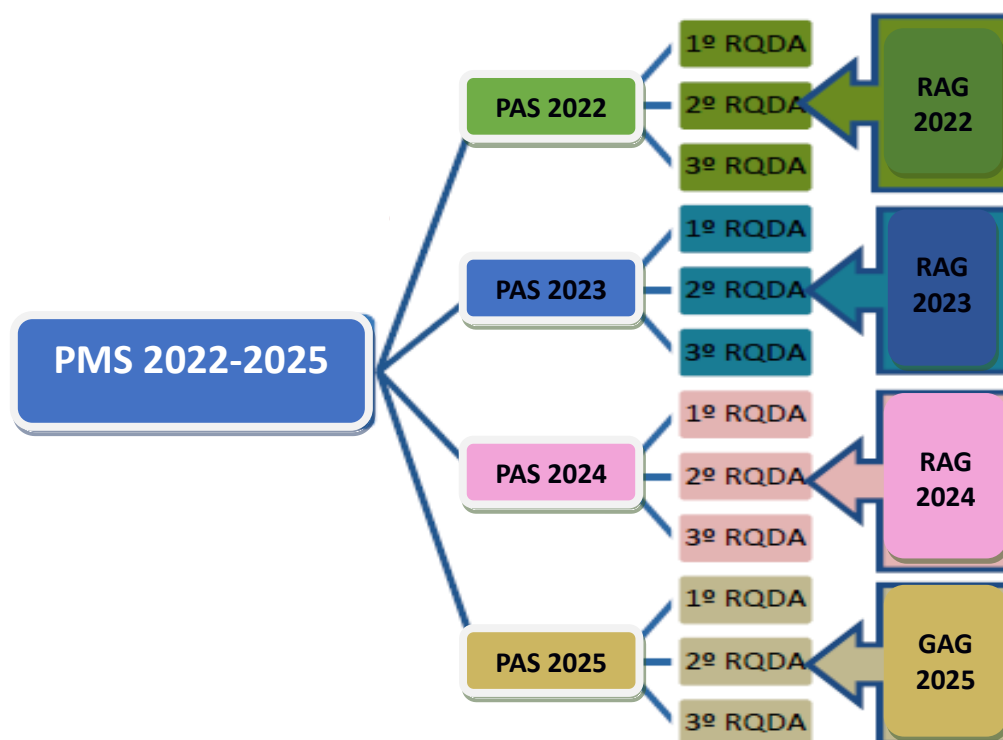 PMS 2022-2025
PAS 2022
1º RQDA
2º RQDA
3º RQDA
RAG
2022
PAS 2023
1º RQDA
2º RQDA
3º RQDA
RAG
2023
PAS 2024
1º RQDA
2º RQDA
3º RQDA
RAG
2024
PAS 2025
1º RQDA
2º RQDA
3º RQDA
GAG
2025